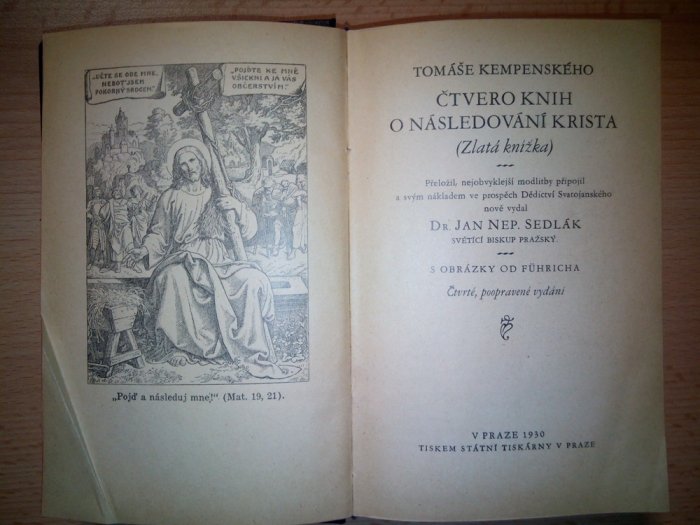 „UČTE SE ODE MNE,
NEBOŤ JSEM
POKORNÝ SRDCEM.“
„POJĎTE KE MNĚ
VŠICKNI A JÁ VÁS
OBČERSTVÍM.“
„Pojď a následuj mne!“ (Mat. 19, 21).
TOMÁŠE KEMPENSKÉHO
ČTVERO KNIH
O NÁSLEDOVÁNÍ KRISTA
(Zlatá knížka)
Přeložil, nejobvyklejší modlitby připojil
a svým nákladem ve prospěch Dědictví Svatojanského
nově vydal
DR. JAN NEP. SEDLÁK
SVĚTÍCÍ BISKUP PRAŽSKÝ.
S OBRÁZKY OD FÜHRICHA
Čtvrté, poopravené vydání
V PRAZE 1930
TISKEM STÁTNÍ TISKÁRNY V PRAZE